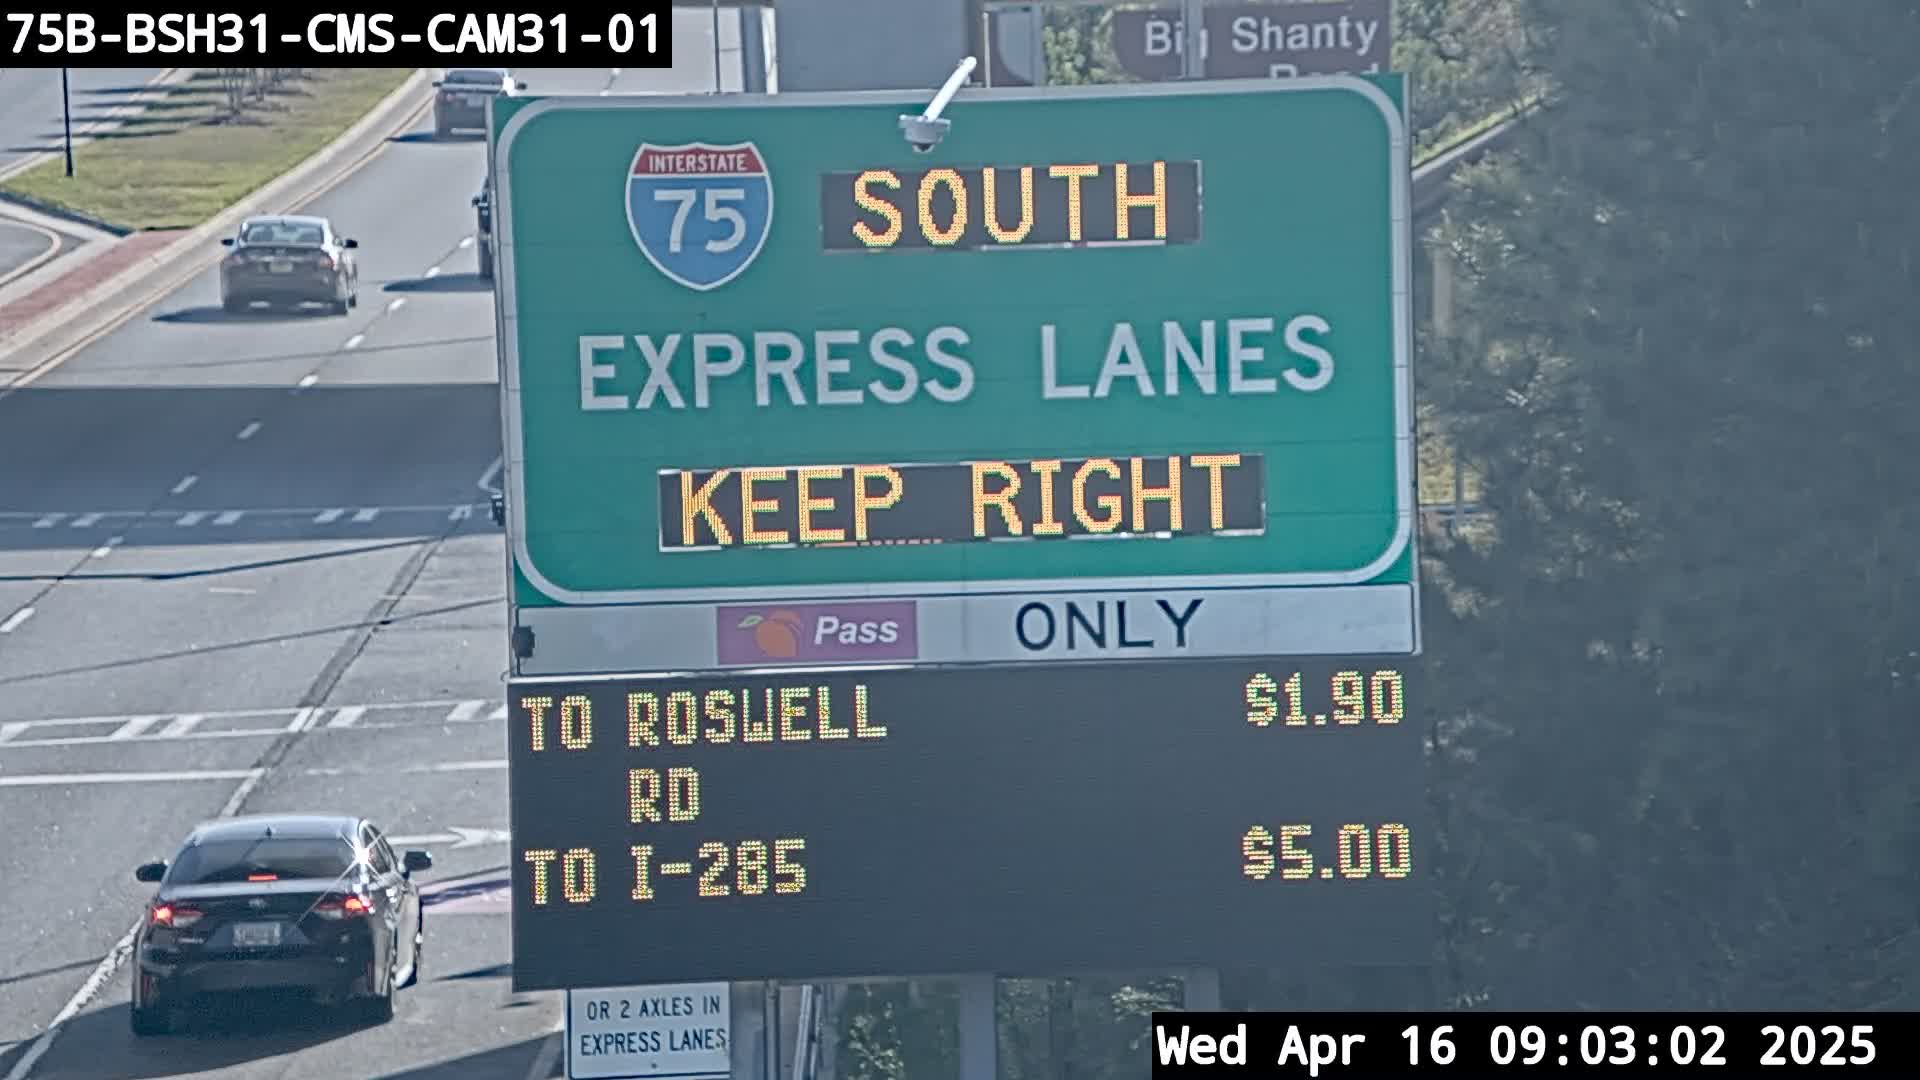 75B-BSH31-CMS-CAM31-01
Big Shanty
Road
INTERSTATE
75
SOUTH
EXPRESS LANES
KEEP RIGHT
Pass
ONLY
TO ROSWELL $1.90
RD
TO I-285 $5.00
OR 2 AXLES IN
EXPRESS LANES
Wed Apr 16 09:03:02 2025